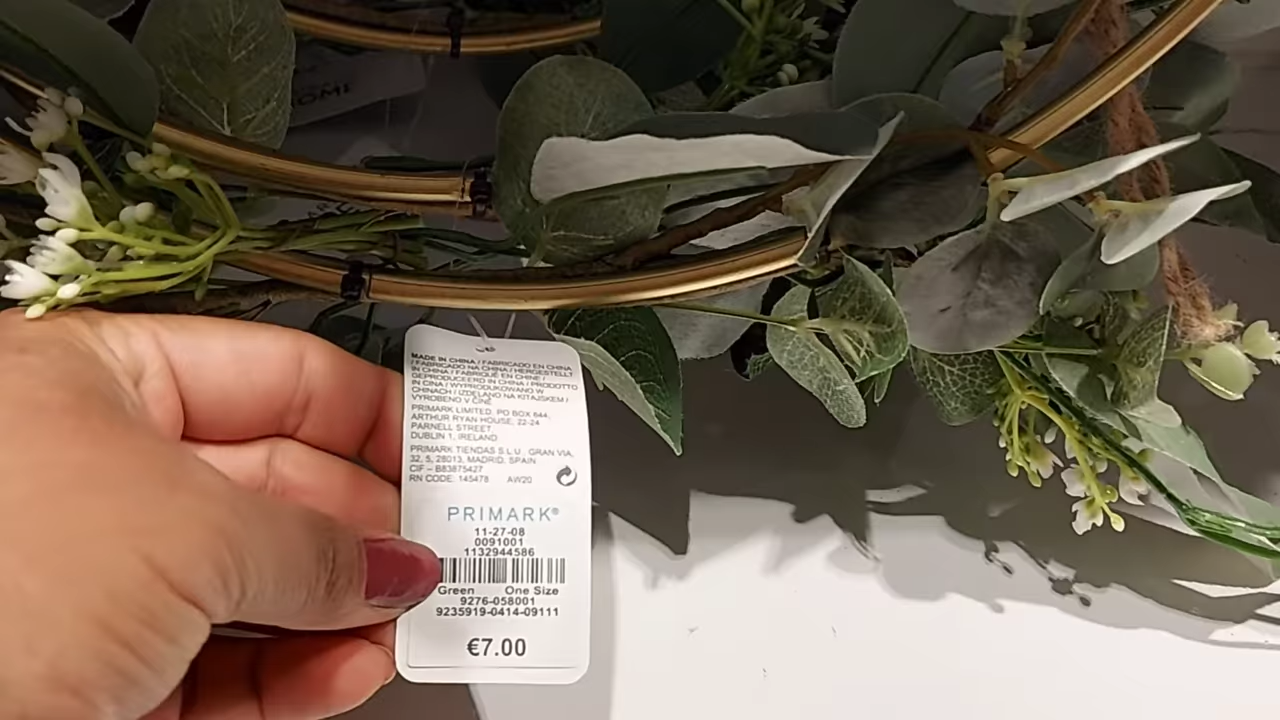 OME
MADE IN CHINA / FABRICADO EN CHINA
/ FABRICADO NA CHINA / HERGESTELLT
IN CHINA / FABRIQUÉ EN CHINE /
GEPRODUCEERD IN CHINA / PRODOTTO
IN CINA / WYPRODUKOWANO W
CHINACH / IZDELANO NA KITAJSKEM /
VYROBENO V ČÍNĚ
PRIMARK LIMITED, PO BOX 644,
ARTHUR RYAN HOUSE, 22-24
PARNELL STREET
DUBLIN 1, IRELAND
PRIMARK TIENDAS S.L.U, GRAN VIA,
32, 5, 28013, MADRID, SPAIN
CIF – B83875427
RN CODE: 145478 AW20
PRIMARK®
11-27-08
0091001
1132944586
Green One Size
9276-058001
9235919-0414-09111
€7.00